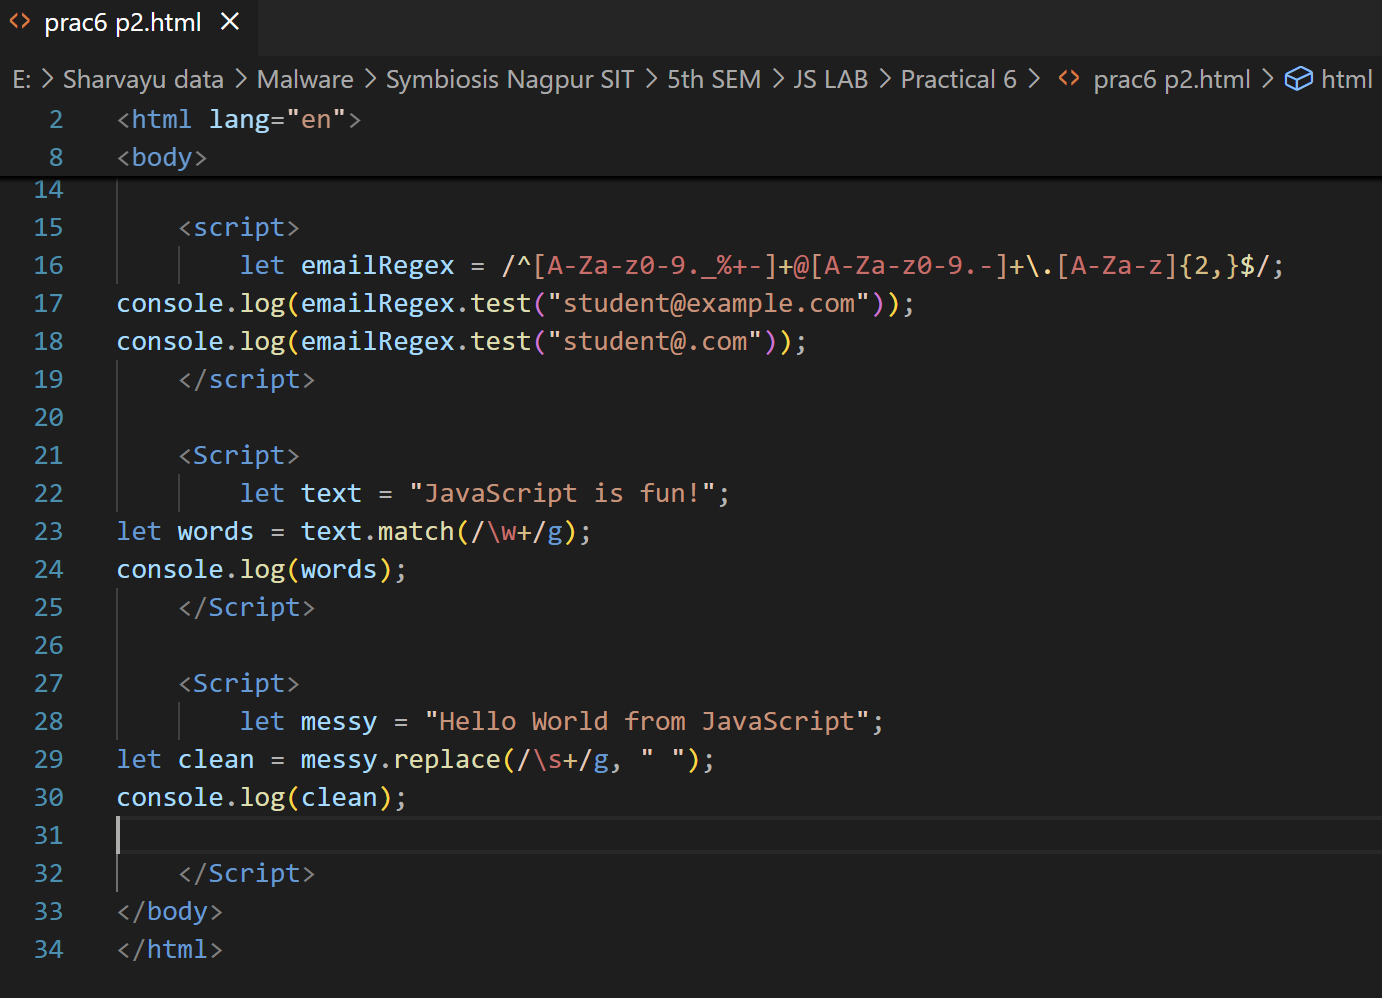 <> prac6 p2.html ×
E: > Sharvayu data > Malware > Symbiosis Nagpur SIT > 5th SEM > JS LAB > Practical 6 > <> prac6 p2.html > html
2 <html lang="en">
8 <body>
14
15 <script>
16 let emailRegex = /^[A-Za-z0-9._%+-]+@[A-Za-z0-9.-]+\.[A-Za-z]{2,}$/;
17 console.log(emailRegex.test("student@example.com"));
18 console.log(emailRegex.test("student@.com"));
19 </script>
20
21 <Script>
22 let text = "JavaScript is fun!";
23 let words = text.match(/\w+/g);
24 console.log(words);
25 </Script>
26
27 <Script>
28 let messy = "Hello World from JavaScript";
29 let clean = messy.replace(/\s+/g, " ");
30 console.log(clean);
31
32 </Script>
33 </body>
34 </html>